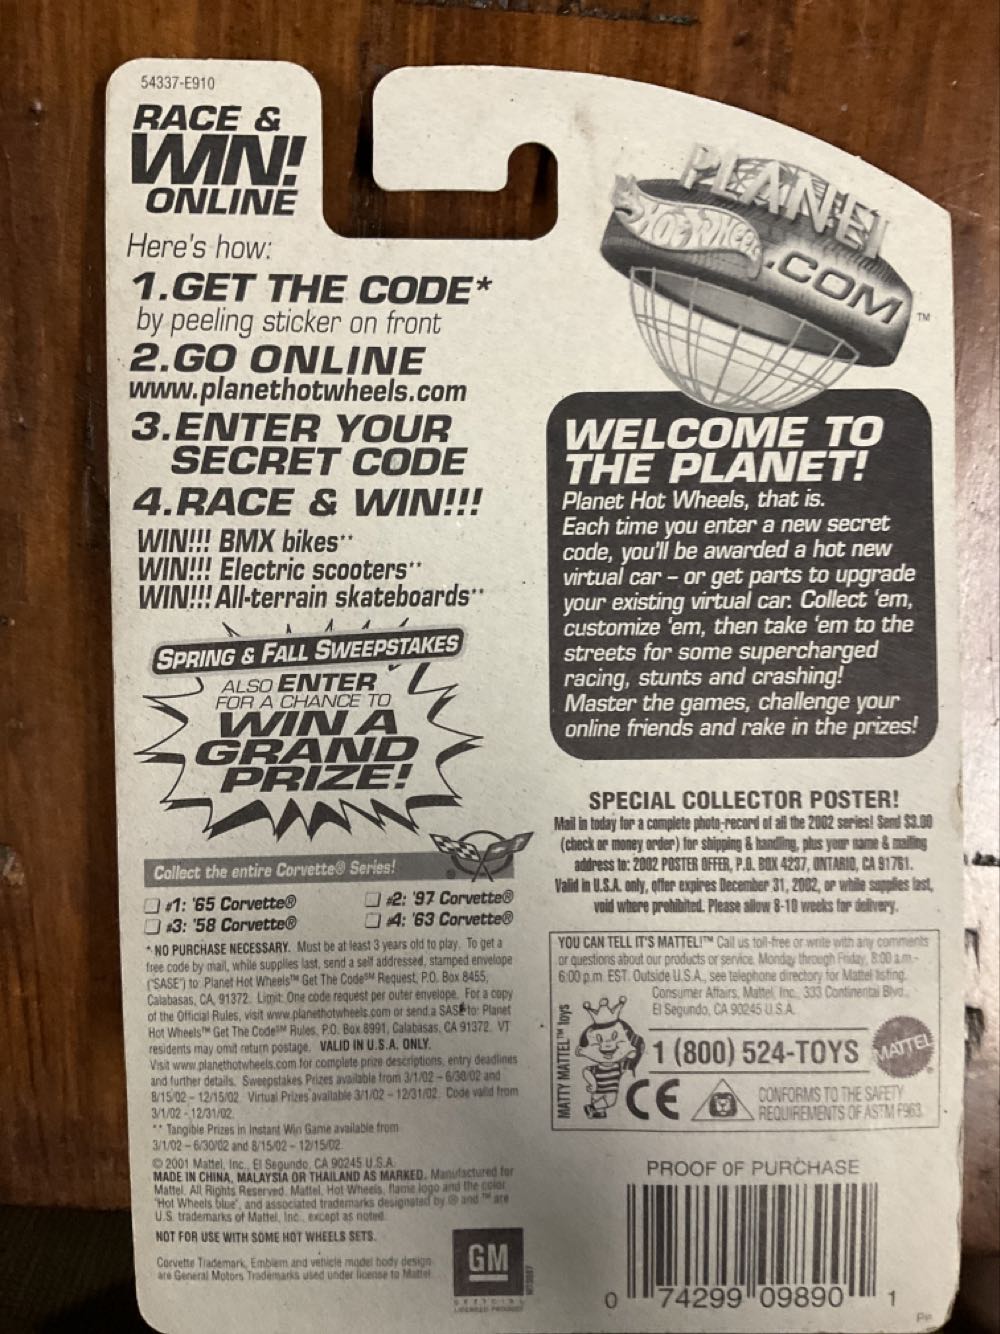 54337-E910
RACE &
WIN!
ONLINE
Here's how:
1.GET THE CODE*
by peeling sticker on front
2.GO ONLINE
www.planethotwheels.com
3.ENTER YOUR
SECRET CODE
4.RACE & WIN!!!
WIN!!! BMX bikes**
WIN!!! Electric scooters**
WIN!!! All-terrain skateboards**
SPRING & FALL SWEEPSTAKES
ALSO ENTER
FOR A CHANCE TO
WIN A
GRAND
PRIZE!
Collect the entire Corvette® Series!
#1: '65 Corvette®
#2: '97 Corvette®
#3: '58 Corvette®
#4: '63 Corvette®
* NO PURCHASE NECESSARY. Must be at least 3 years old to play. To get a
free code by mail, while supplies last, send a self addressed, stamped envelope
("SASE") to: Planet Hot Wheels™ Get The Code℠ Request, P.O. Box 8455,
Calabasas, CA, 91372. Limit: One code request per outer envelope. For a copy
of the Official Rules, visit www.planethotwheels.com or send a SASE to: Planet
Hot Wheels™ Get The Code℠ Rules, P.O. Box 8991, Calabasas, CA 91372. VT
residents may omit return postage. VALID IN U.S.A. ONLY.
Visit www.planethotwheels.com for complete prize descriptions, entry deadlines
and further details. Sweepstakes Prizes available from 3/1/02 – 6/30/02 and
8/15/02 – 12/15/02. Virtual Prizes available 3/1/02 – 12/31/02. Code valid from
3/1/02 - 12/31/02.
** Tangible Prizes in Instant Win Game available from
3/1/02 – 6/30/02 and 8/15/02 – 12/15/02.
© 2001 Mattel, Inc., El Segundo, CA 90245 U.S.A.
MADE IN CHINA, MALAYSIA OR THAILAND AS MARKED. Manufactured for
Mattel. All Rights Reserved. Mattel, Hot Wheels, flame logo and the color
"Hot Wheels blue", and associated trademarks designated by ® and ™ are
U.S. trademarks of Mattel, Inc., except as noted.
NOT FOR USE WITH SOME HOT WHEELS SETS.
Corvette Trademark, Emblem and vehicle model body design
are General Motors Trademarks used under license to Mattel.
GM
OFFICIAL
LICENSED PRODUCT
PLANET
HOT WHEELS
.COM™
WELCOME TO
THE PLANET!
Planet Hot Wheels, that is.
Each time you enter a new secret
code, you'll be awarded a hot new
virtual car – or get parts to upgrade
your existing virtual car. Collect 'em,
customize 'em, then take 'em to the
streets for some supercharged
racing, stunts and crashing!
Master the games, challenge your
online friends and rake in the prizes!
SPECIAL COLLECTOR POSTER!
Mail in today for a complete photo-record of all the 2002 series! Send $3.00
(check or money order) for shipping & handling, plus your name & mailing
address to: 2002 POSTER OFFER, P.O. BOX 4237, ONTARIO, CA 91761.
Valid in U.S.A. only, offer expires December 31, 2002, or while supplies last,
void where prohibited. Please allow 8-10 weeks for delivery.
YOU CAN TELL IT'S MATTEL!™ Call us toll-free or write with any comments
or questions about our products or service. Monday through Friday, 8:00 a.m.-
6:00 p.m. EST. Outside U.S.A., see telephone directory for Mattel listing.
Consumer Affairs, Mattel, Inc., 333 Continental Blvd.,
El Segundo, CA 90245 U.S.A.
MATTY MATTEL™ toys
1 (800) 524-TOYS
MATTEL®
CE
CONFORMS TO THE SAFETY
REQUIREMENTS OF ASTM F963.
PROOF OF PURCHASE
0 74299 09890 1